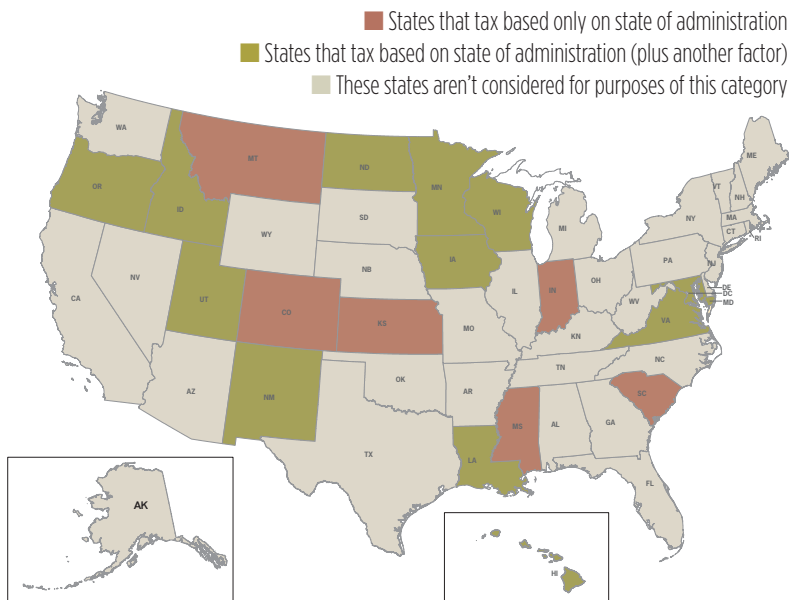 States that tax based only on state of administration
States that tax based on state of administration (plus another factor)
These states aren't considered for purposes of this category
WA
MT
ND
MN
ME
OR
ID
SD
WI
VT
NH
WY
MI
NY
MA
CT
RI
IA
NB
PA
NJ
NV
OH
IL
IN
DE
DC
MD
UT
CA
CO
KS
MO
WV
VA
KN
NC
TN
AZ
NM
OK
AR
SC
MS
AL
GA
TX
LA
FL
AK
HI